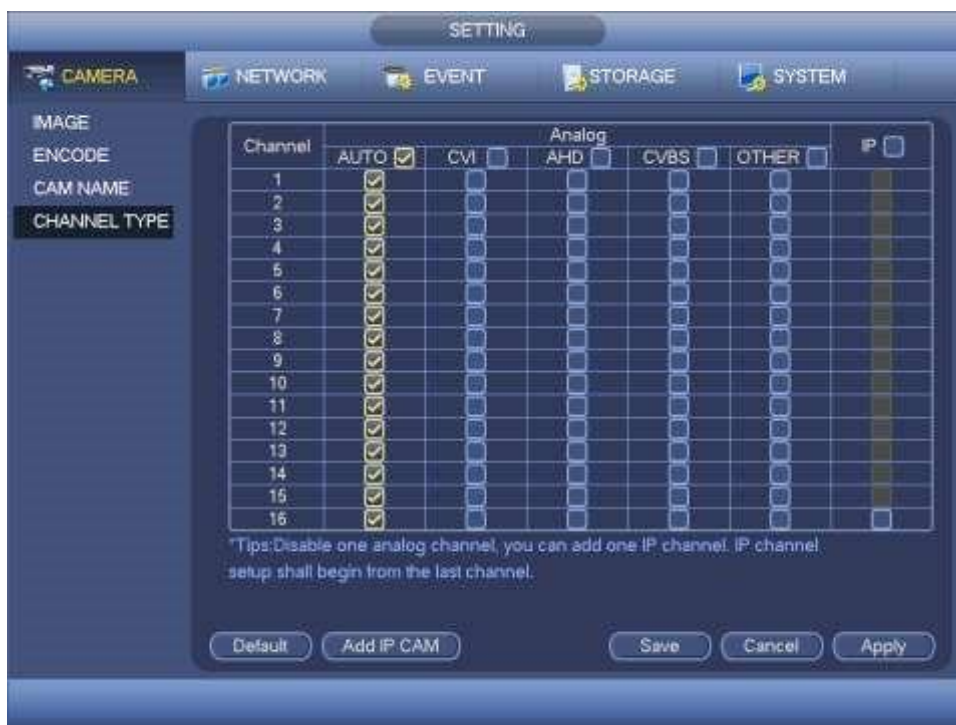 SETTING
CAMERA NETWORK EVENT STORAGE SYSTEM
IMAGE
ENCODE
CAM NAME
CHANNEL TYPE
Channel Analog IP
AUTO CVI AHD CVBS OTHER
1
2
3
4
5
6
7
8
9
10
11
12
13
14
15
16
*Tips:Disable one analog channel, you can add one IP channel. IP channel
setup shall begin from the last channel.
Default Add IP CAM Save Cancel Apply